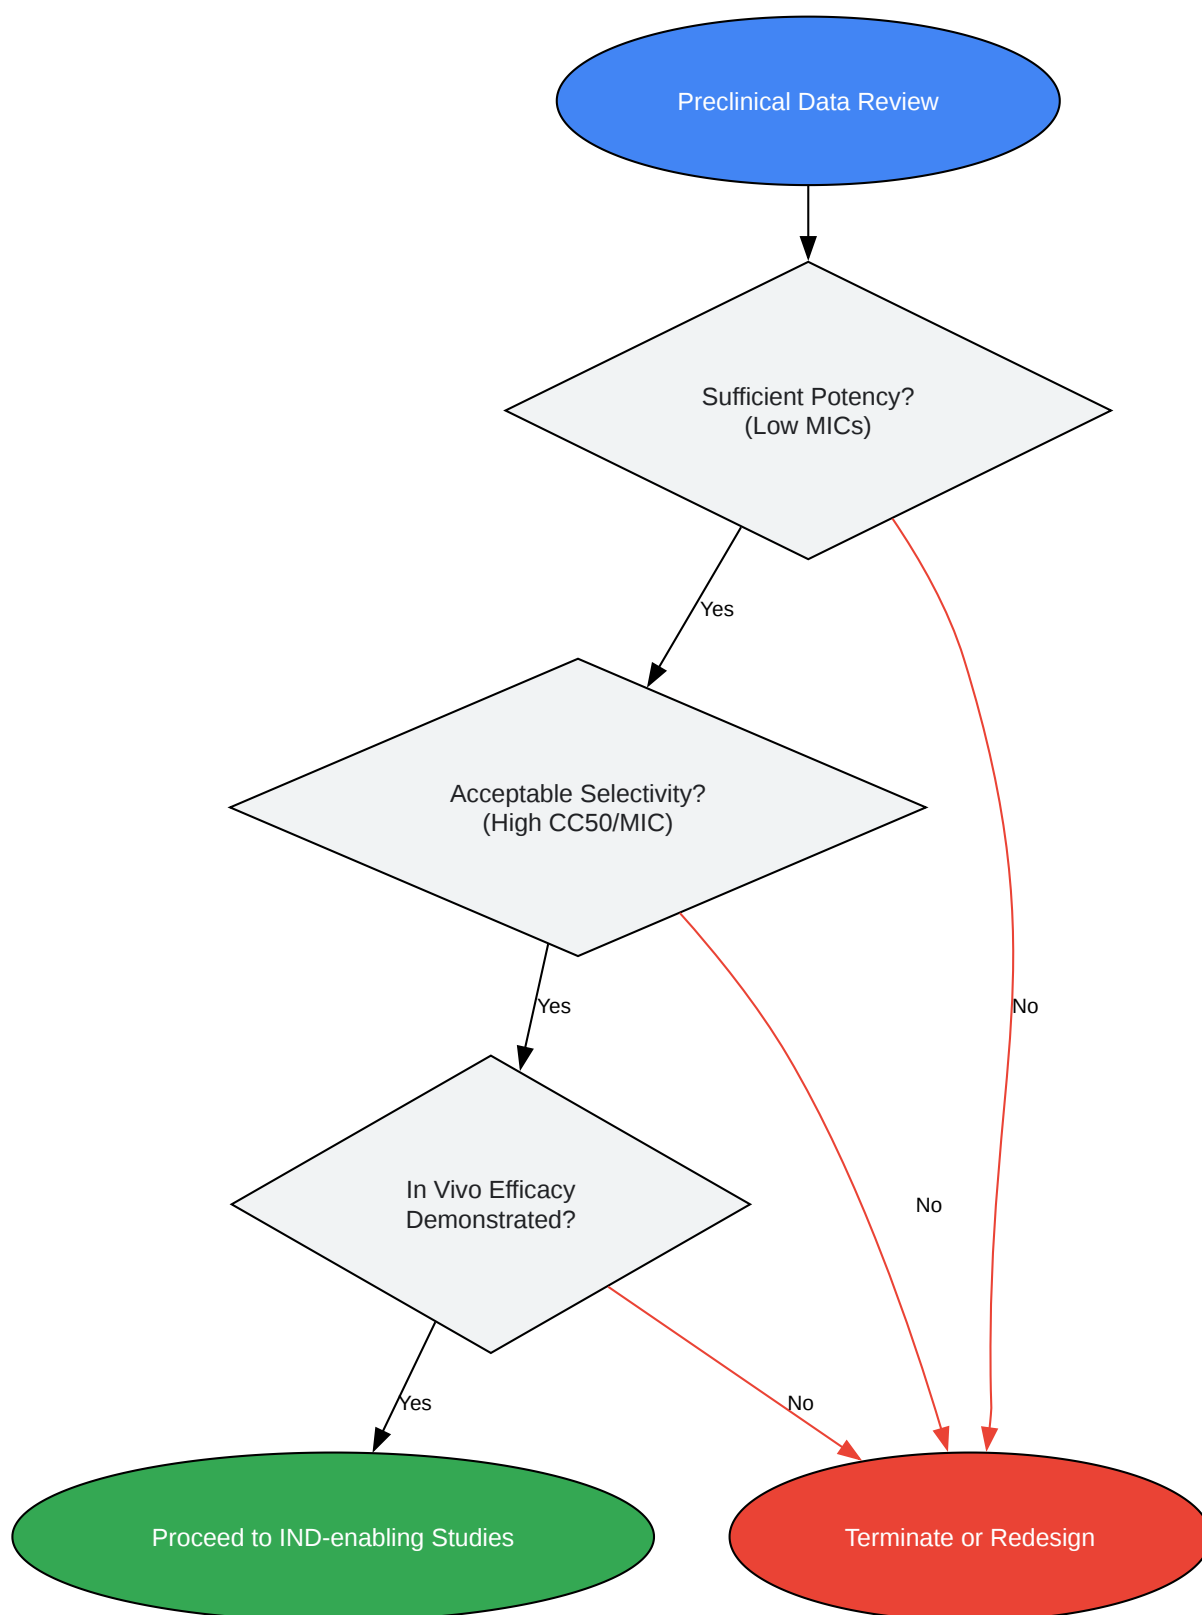 Preclinical Data Review
Sufficient Potency?
(Low MICs)
Yes
Acceptable Selectivity?
(High CC50/MIC)
Yes
No
In Vivo Efficacy
Demonstrated?
No
Yes
No
Proceed to IND-enabling Studies
Terminate or Redesign